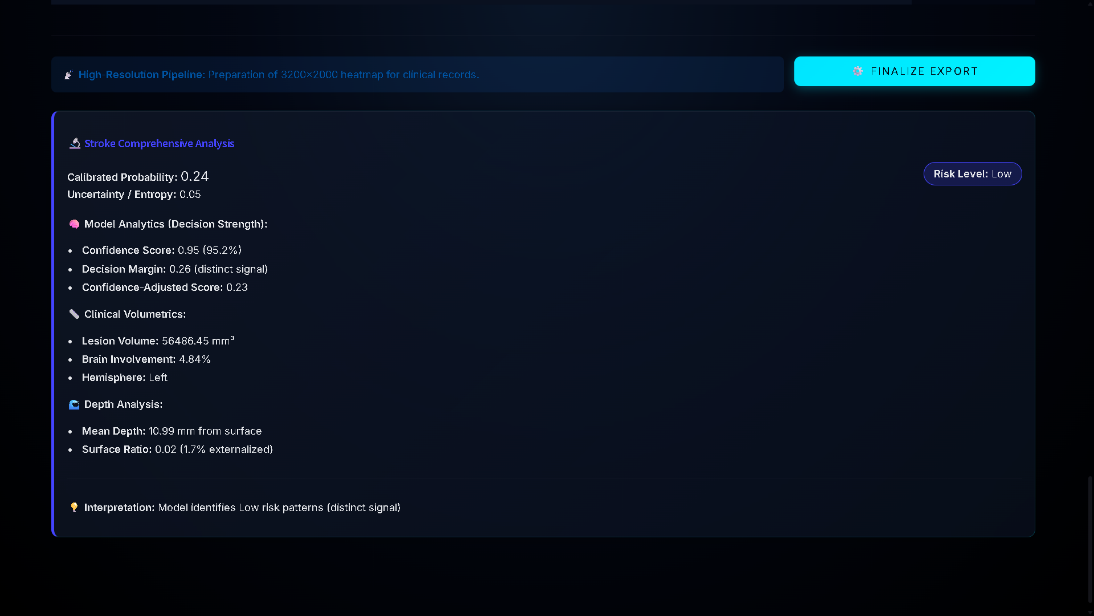 High-Resolution Pipeline: Preparation of 3200×2000 heatmap for clinical records.
FINALIZE EXPORT
Stroke Comprehensive Analysis
Calibrated Probability: 0.24
Risk Level: Low
Uncertainty / Entropy: 0.05
Model Analytics (Decision Strength):
• Confidence Score: 0.95 (95.2%)
• Decision Margin: 0.26 (distinct signal)
• Confidence-Adjusted Score: 0.23
Clinical Volumetrics:
• Lesion Volume: 56486.45 mm³
• Brain Involvement: 4.84%
• Hemisphere: Left
Depth Analysis:
• Mean Depth: 10.99 mm from surface
• Surface Ratio: 0.02 (1.7% externalized)
Interpretation: Model identifies Low risk patterns (distinct signal)